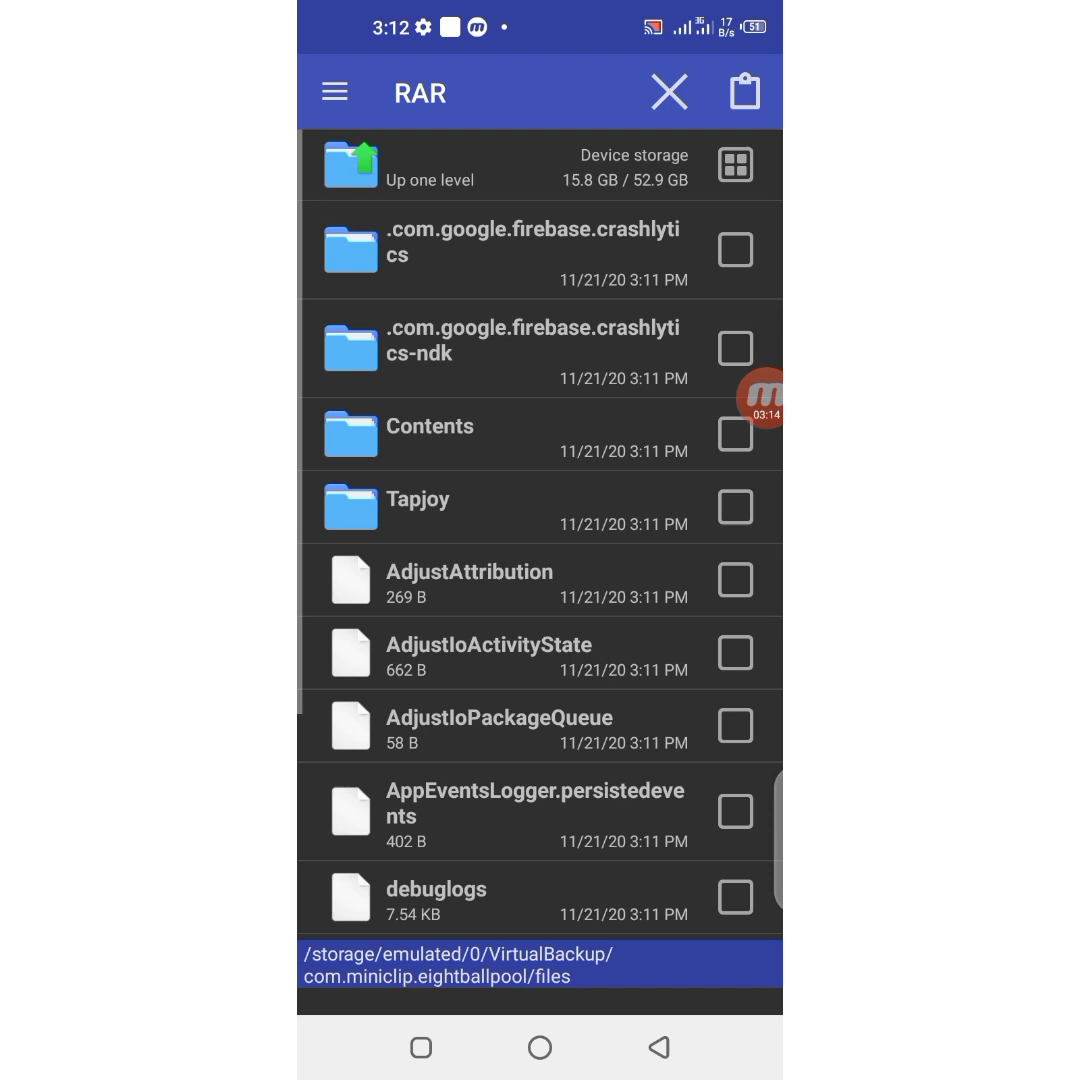 3:12 m 3G 17 B/s 51
RAR
Up one level
Device storage
15.8 GB / 52.9 GB
.com.google.firebase.crashlyti
cs
11/21/20 3:11 PM
.com.google.firebase.crashlyti
cs-ndk
11/21/20 3:11 PM
m
03:14
Contents
11/21/20 3:11 PM
Tapjoy
11/21/20 3:11 PM
AdjustAttribution
269 B 11/21/20 3:11 PM
AdjustIoActivityState
662 B 11/21/20 3:11 PM
AdjustIoPackageQueue
58 B 11/21/20 3:11 PM
AppEventsLogger.persistedeve
nts
402 B 11/21/20 3:11 PM
debuglogs
7.54 KB 11/21/20 3:11 PM
/storage/emulated/0/VirtualBackup/
com.miniclip.eightballpool/files